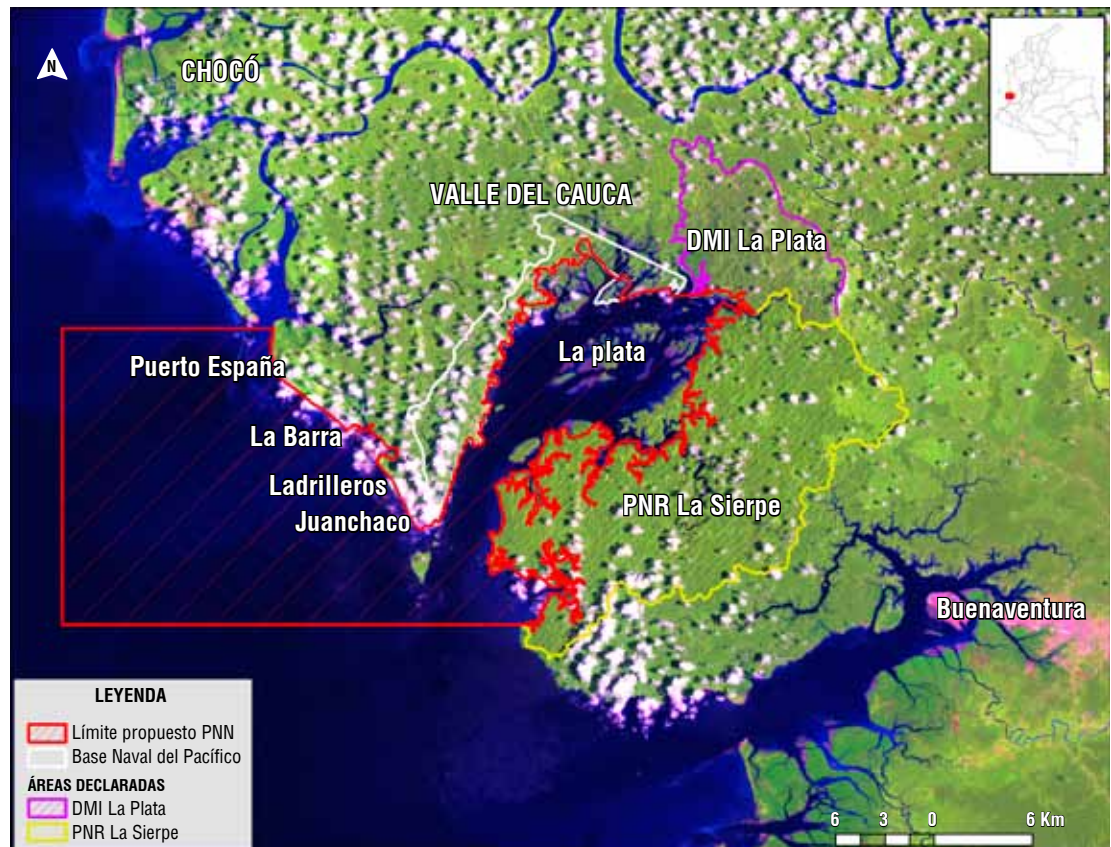 N
CHOCÓ
VALLE DEL CAUCA
DMI La Plata
La plata
Puerto España
La Barra
Ladrilleros
Juanchaco
PNR La Sierpe
Buenaventura
LEYENDA
Límite propuesto PNN
Base Naval del Pacífico
ÁREAS DECLARADAS
DMI La Plata
PNR La Sierpe
6 3 0 6 Km